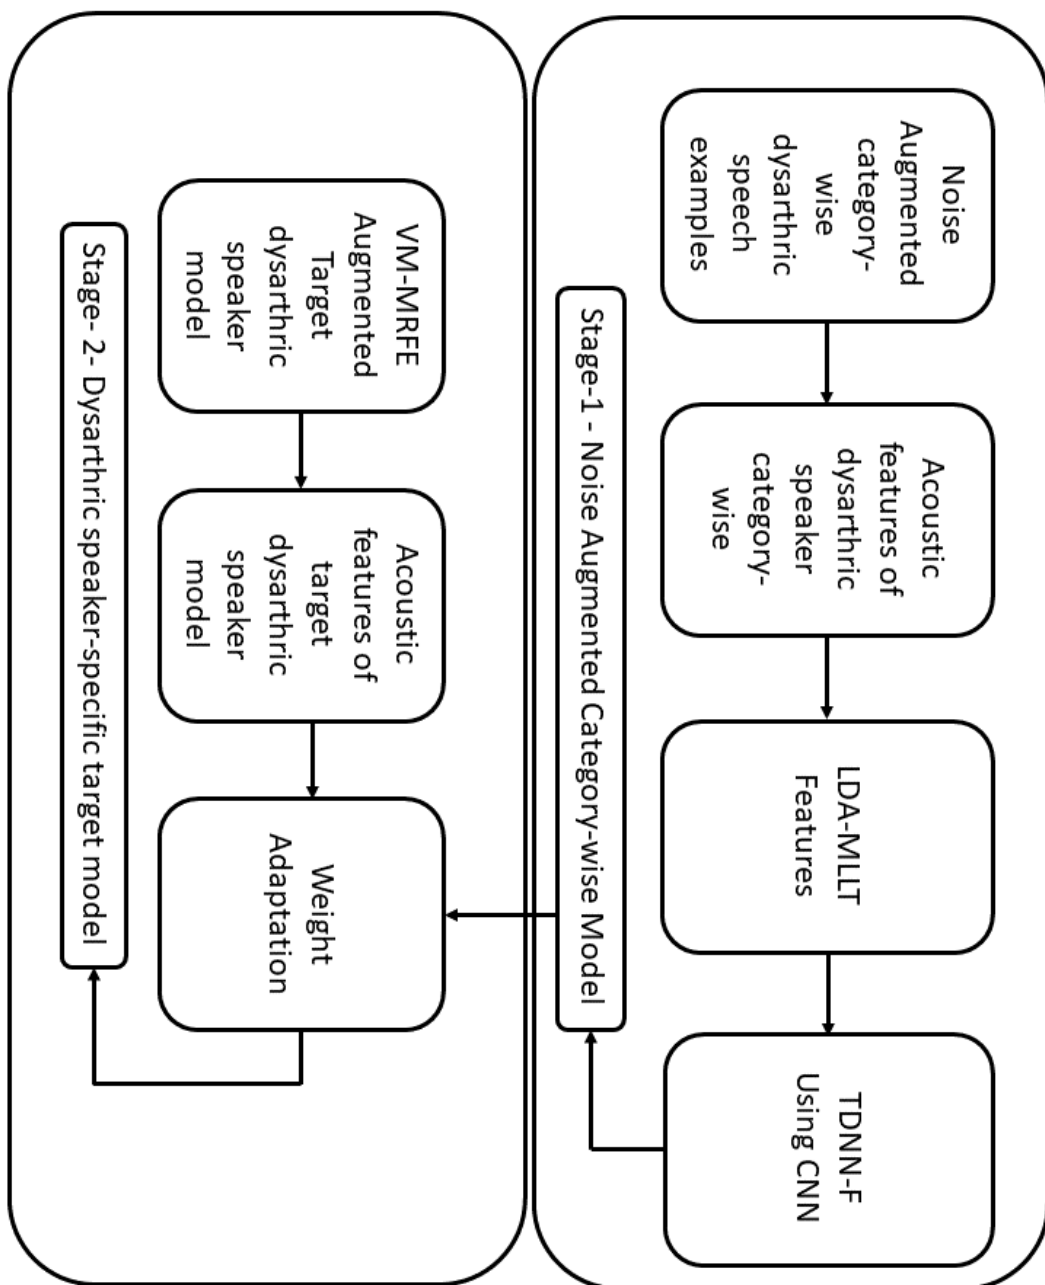 Noise
Augmented
category-
wise
dysarthric
speech
examples
Acoustic
features of
dysarthric
speaker
category-
wise
LDA-MLLT
Features
TDNN-F
Using CNN
Stage-1 - Noise Augmented Category-wise Model
VM-MRFE
Augmented
Target
dysarthric
speaker
model
Acoustic
features of
target
dysarthric
speaker
model
Weight
Adaptation
Stage- 2- Dysarthric speaker-specific target model